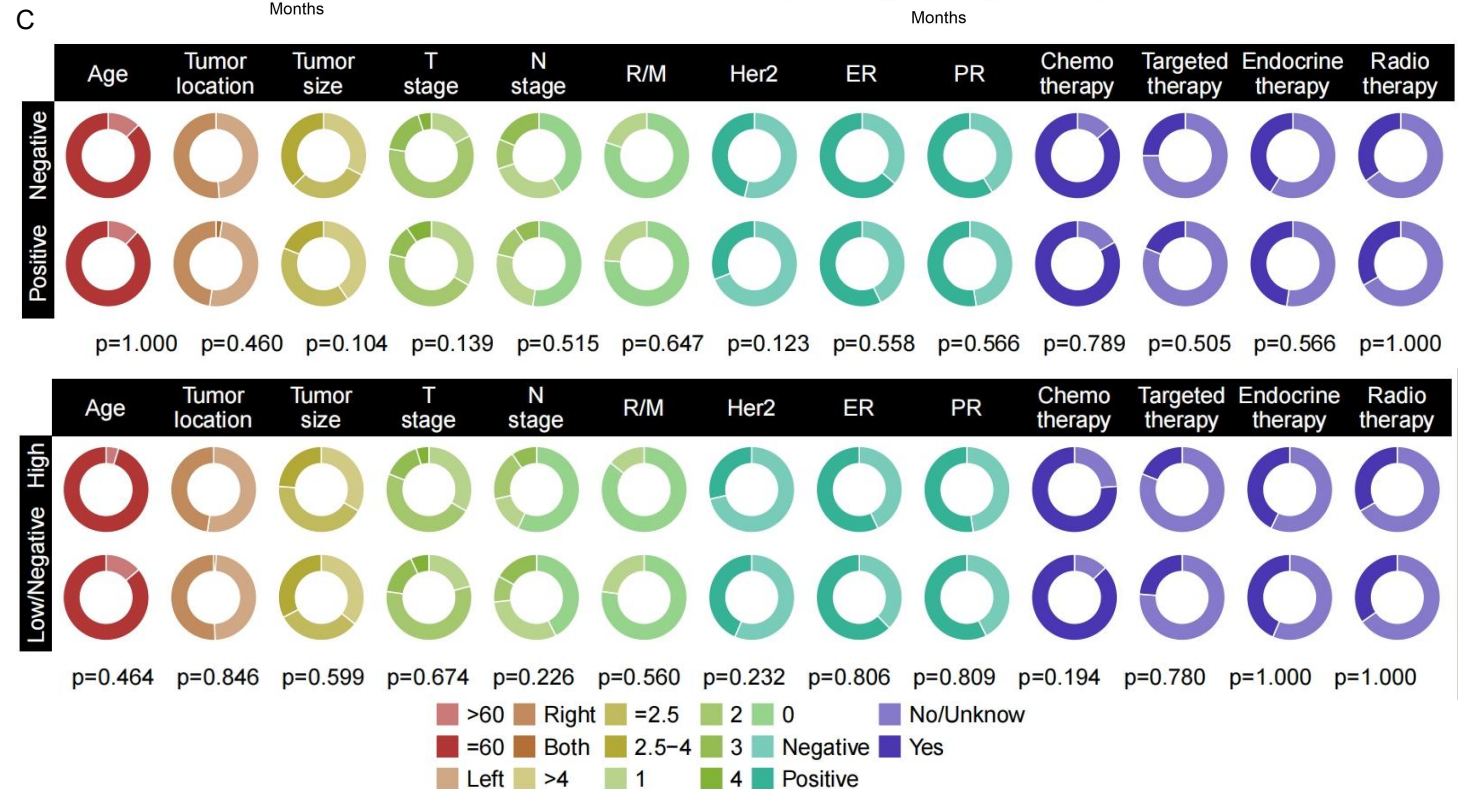 Months
Months
C
Age Tumor location Tumor size T stage N stage R/M Her2 ER PR Chemo therapy Targeted therapy Endocrine therapy Radio therapy
Negative
Positive
p=1.000 p=0.460 p=0.104 p=0.139 p=0.515 p=0.647 p=0.123 p=0.558 p=0.566 p=0.789 p=0.505 p=0.566 p=1.000
Age Tumor location Tumor size T stage N stage R/M Her2 ER PR Chemo therapy Targeted therapy Endocrine therapy Radio therapy
High
Low/Negative
p=0.464 p=0.846 p=0.599 p=0.674 p=0.226 p=0.560 p=0.232 p=0.806 p=0.809 p=0.194 p=0.780 p=1.000 p=1.000
>60 Right =2.5 2 0 No/Unknow
=60 Both 2.5−4 3 Negative Yes
Left >4 1 4 Positive